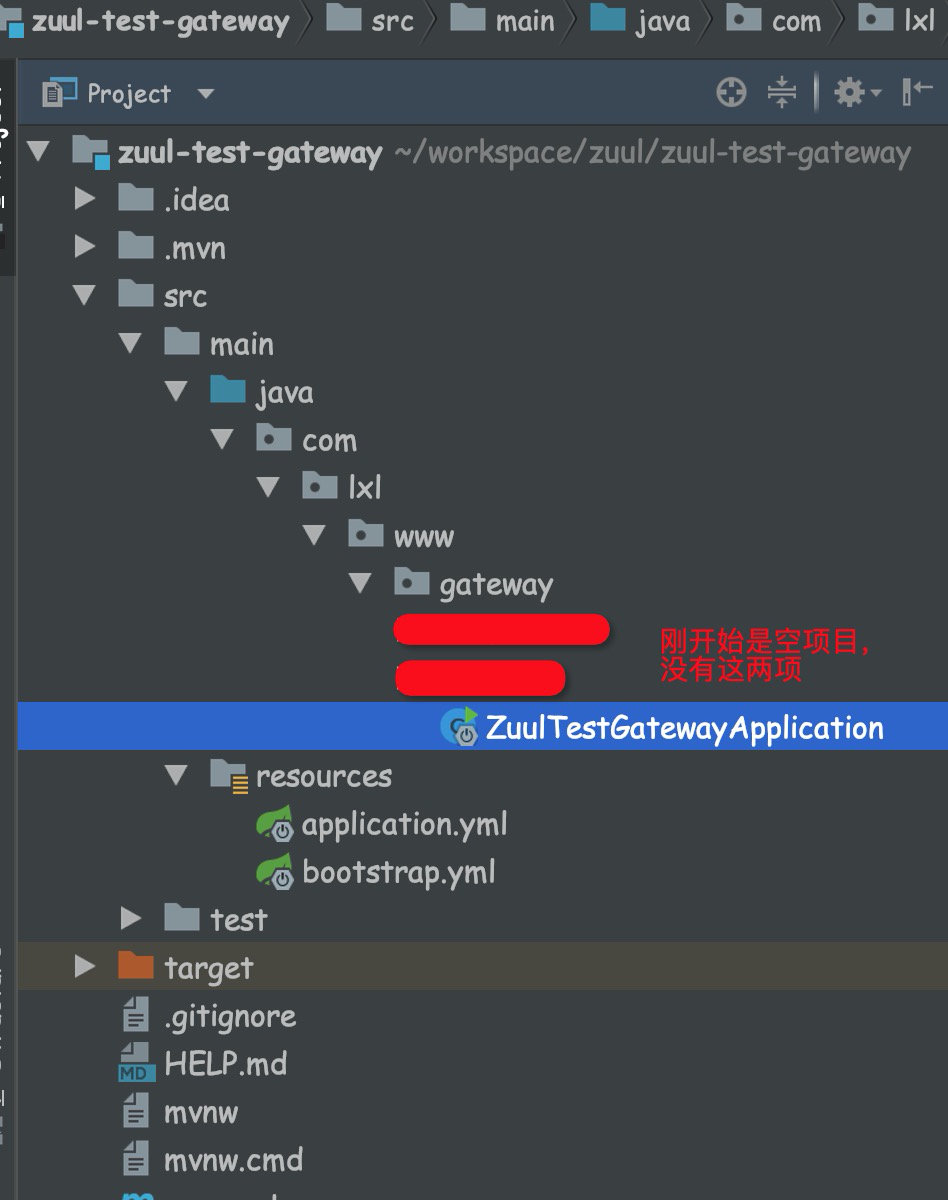 zuul-test-gateway src main java com lxl
Project
zuul-test-gateway ~/workspace/zuul/zuul-test-gateway
.idea
.mvn
src
main
java
com
lxl
www
gateway
刚开始是空项目，
没有这两项
ZuulTestGatewayApplication
resources
application.yml
bootstrap.yml
test
target
.gitignore
HELP.md
mvnw
mvnw.cmd